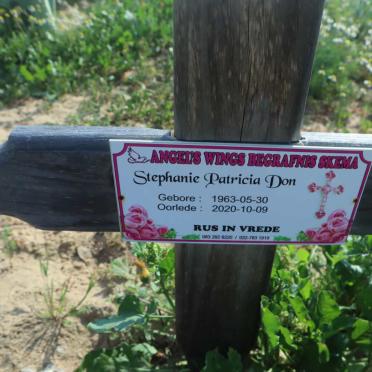 ANGEL'S WINGS BEGRAFNIS SKEMA
Stephanie Patricia Don
Gebore : 1963-05-30
Oorlede : 2020-10-09
RUS IN VREDE